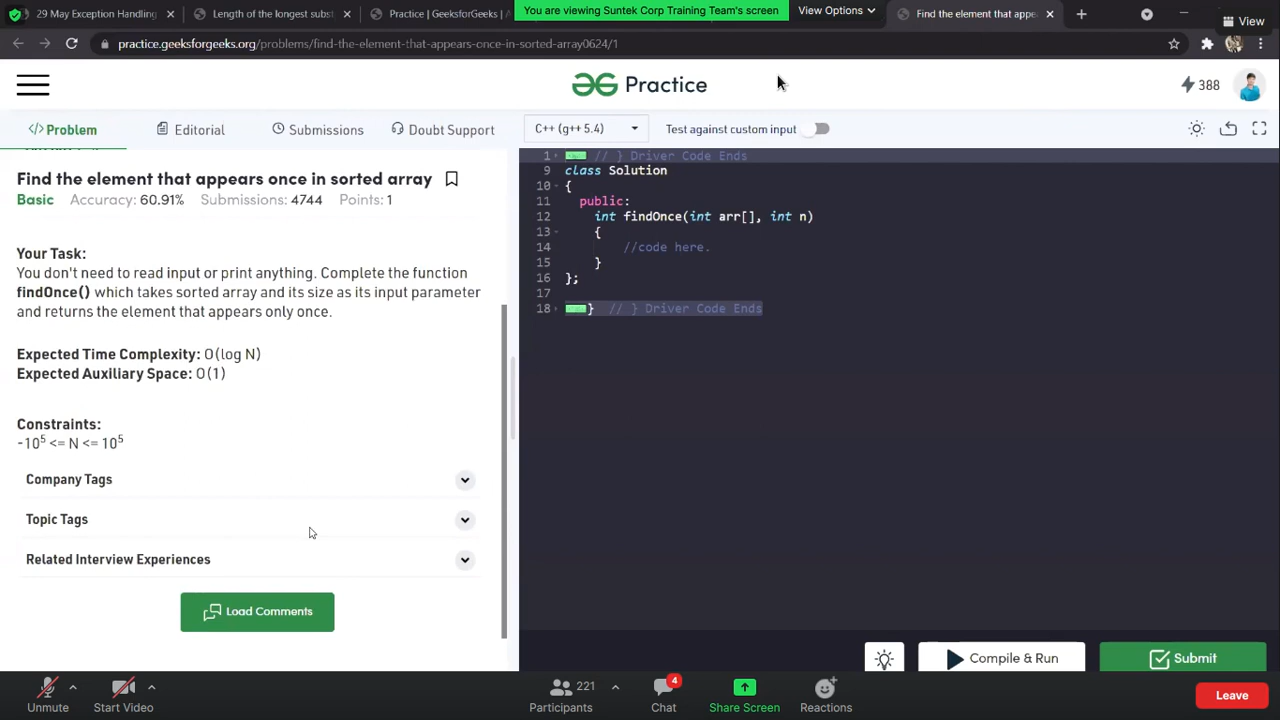 29 May Exception Handling
Length of the longest subst
Practice | GeeksforGeeks | A
You are viewing Suntek Corp Training Team's screen
View Options
Find the element that appe
View
practice.geeksforgeeks.org/problems/find-the-element-that-appears-once-in-sorted-array0624/1
Practice
388
</>Problem
Editorial
Submissions
Doubt Support
C++ (g++ 5.4)
Test against custom input
Find the element that appears once in sorted array
Basic Accuracy: 60.91% Submissions: 4744 Points: 1
Your Task:
You don't need to read input or print anything. Complete the function
findOnce() which takes sorted array and its size as its input parameter
and returns the element that appears only once.
Expected Time Complexity: O(log N)
Expected Auxiliary Space: O(1)
Constraints:
-10⁵ <= N <= 10⁵
Company Tags
Topic Tags
Related Interview Experiences
Load Comments
1 // } Driver Code Ends
9 class Solution
10 {
11 public:
12 int findOnce(int arr[], int n)
13 {
14 //code here.
15 }
16 };
17
18 } // } Driver Code Ends
Compile & Run
Submit
Unmute
Start Video
221
Participants
4
Chat
Share Screen
Reactions
Leave